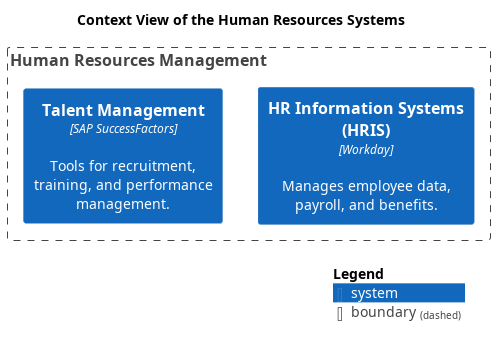 Context View of the Human Resources Systems
Human Resources Management
Talent Management
[SAP SuccessFactors]
Tools for recruitment,
training, and performance
management.
HR Information Systems
(HRIS)
[Workday]
Manages employee data,
payroll, and benefits.
Legend
system
boundary (dashed)